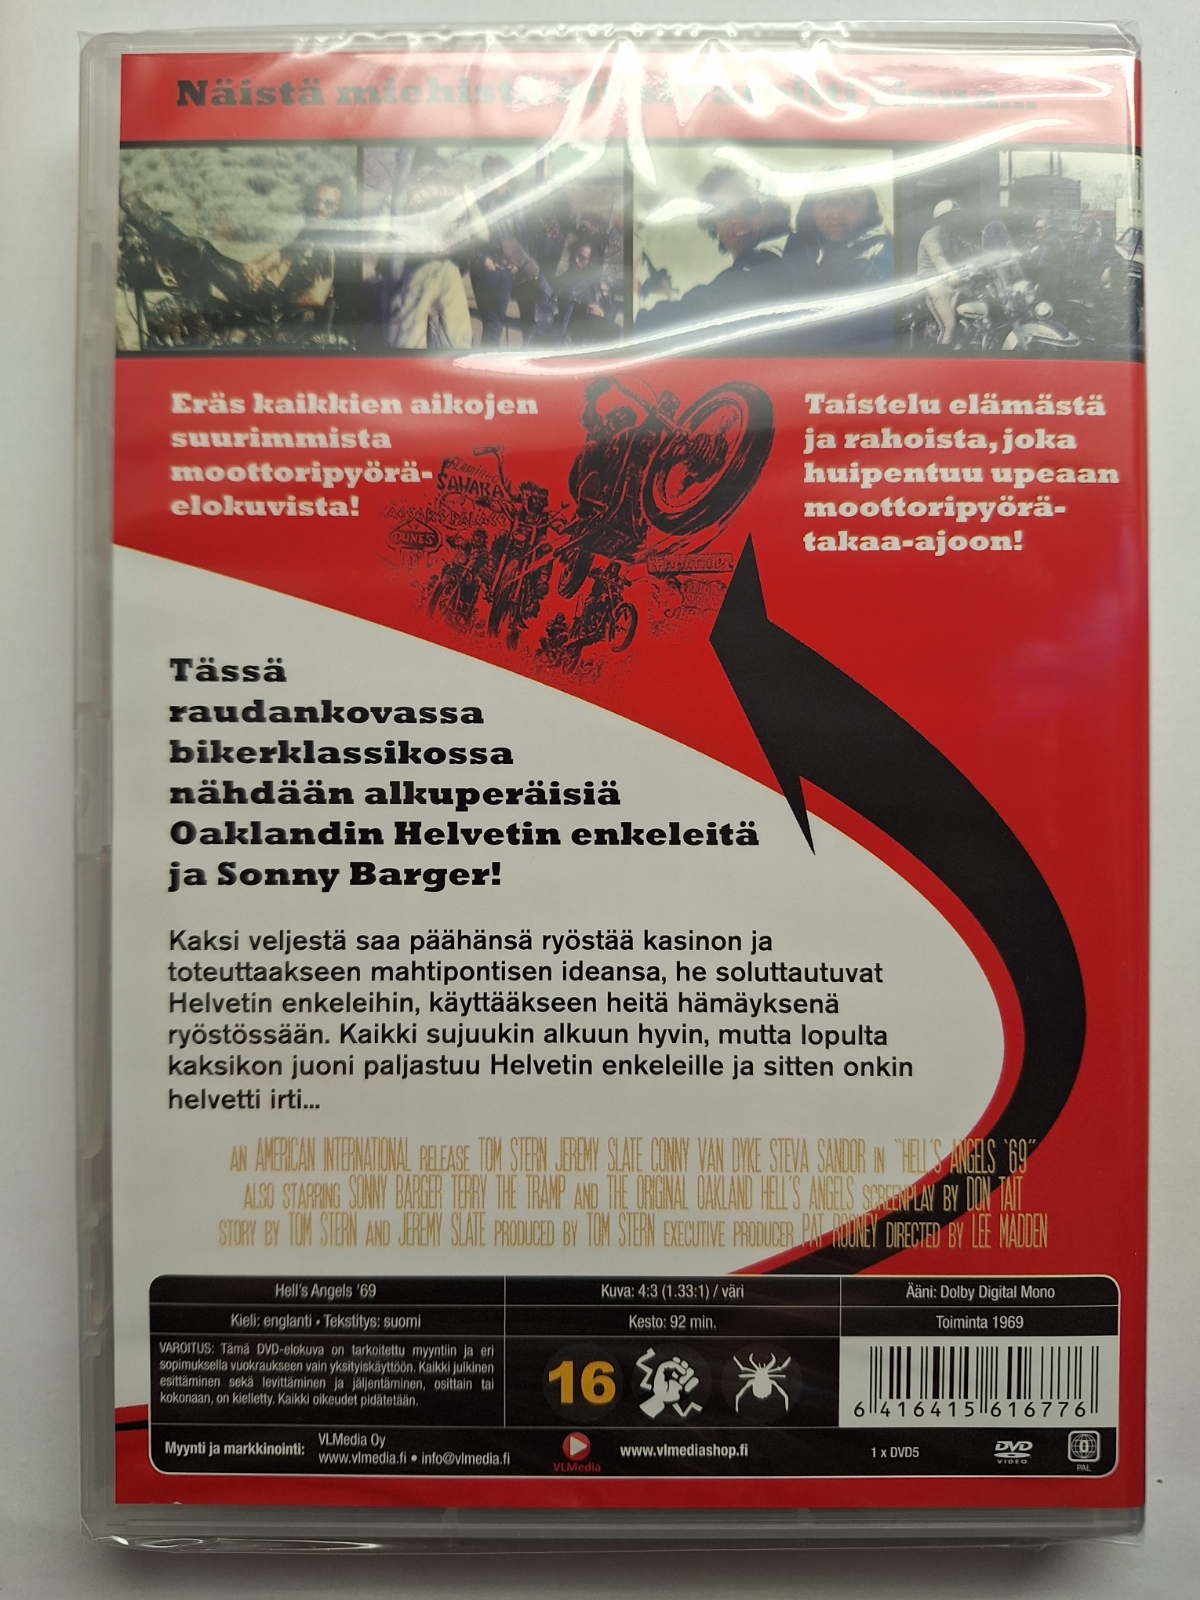 Näistä miehistä
Eräs kaikkien aikojen
suurimmista
moottoripyörä-
elokuvista!
Taistelu elämästä
ja rahoista, joka
huipentuu upeaan
moottoripyörä-
takaa-ajoon!
SAHARA
DUNES
Tässä
raudankovassa
bikerklassikossa
nähdään alkuperäisiä
Oaklandin Helvetin enkeleitä
ja Sonny Barger!
Kaksi veljestä saa päähänsä ryöstää kasinon ja
toteuttaakseen mahtipontisen ideansa, he soluttautuvat
Helvetin enkeleihin, käyttääkseen heitä hämäyksenä
ryöstössään. Kaikki sujuukin alkuun hyvin, mutta lopulta
kaksikon juoni paljastuu Helvetin enkeleille ja sitten onkin
helvetti irti...
AN AMERICAN INTERNATIONAL RELEASE TOM STERN JEREMY SLATE CONNY VAN DYKE STEVA SANDOR IN "HELL'S ANGELS '69"
ALSO STARRING SONNY BARGER TERRY THE TRAMP AND THE ORIGINAL OAKLAND HELL'S ANGELS SCREENPLAY BY DON TAIT
STORY BY TOM STERN AND JEREMY SLATE PRODUCED BY TOM STERN EXECUTIVE PRODUCER PAT ROONEY DIRECTED BY LEE MADDEN
Hell's Angels '69
Kuva: 4:3 (1.33:1) / väri
Ääni: Dolby Digital Mono
Kieli: englanti • Tekstitys: suomi
Kesto: 92 min.
Toiminta 1969
VAROITUS: Tämä DVD-elokuva on tarkoitettu myyntiin ja eri
sopimuksella vuokraukseen vain yksityiskäyttöön. Kaikki julkinen
esittäminen sekä levittäminen ja jäljentäminen, osittain tai
kokonaan, on kielletty. Kaikki oikeudet pidätetään.
16
6 416415 616776
Myynti ja markkinointi:
VLMedia Oy
www.vlmedia.fi • info@vlmedia.fi
VLMedia
www.vlmediashop.fi
1 x DVD5
DVD
VIDEO
0
PAL